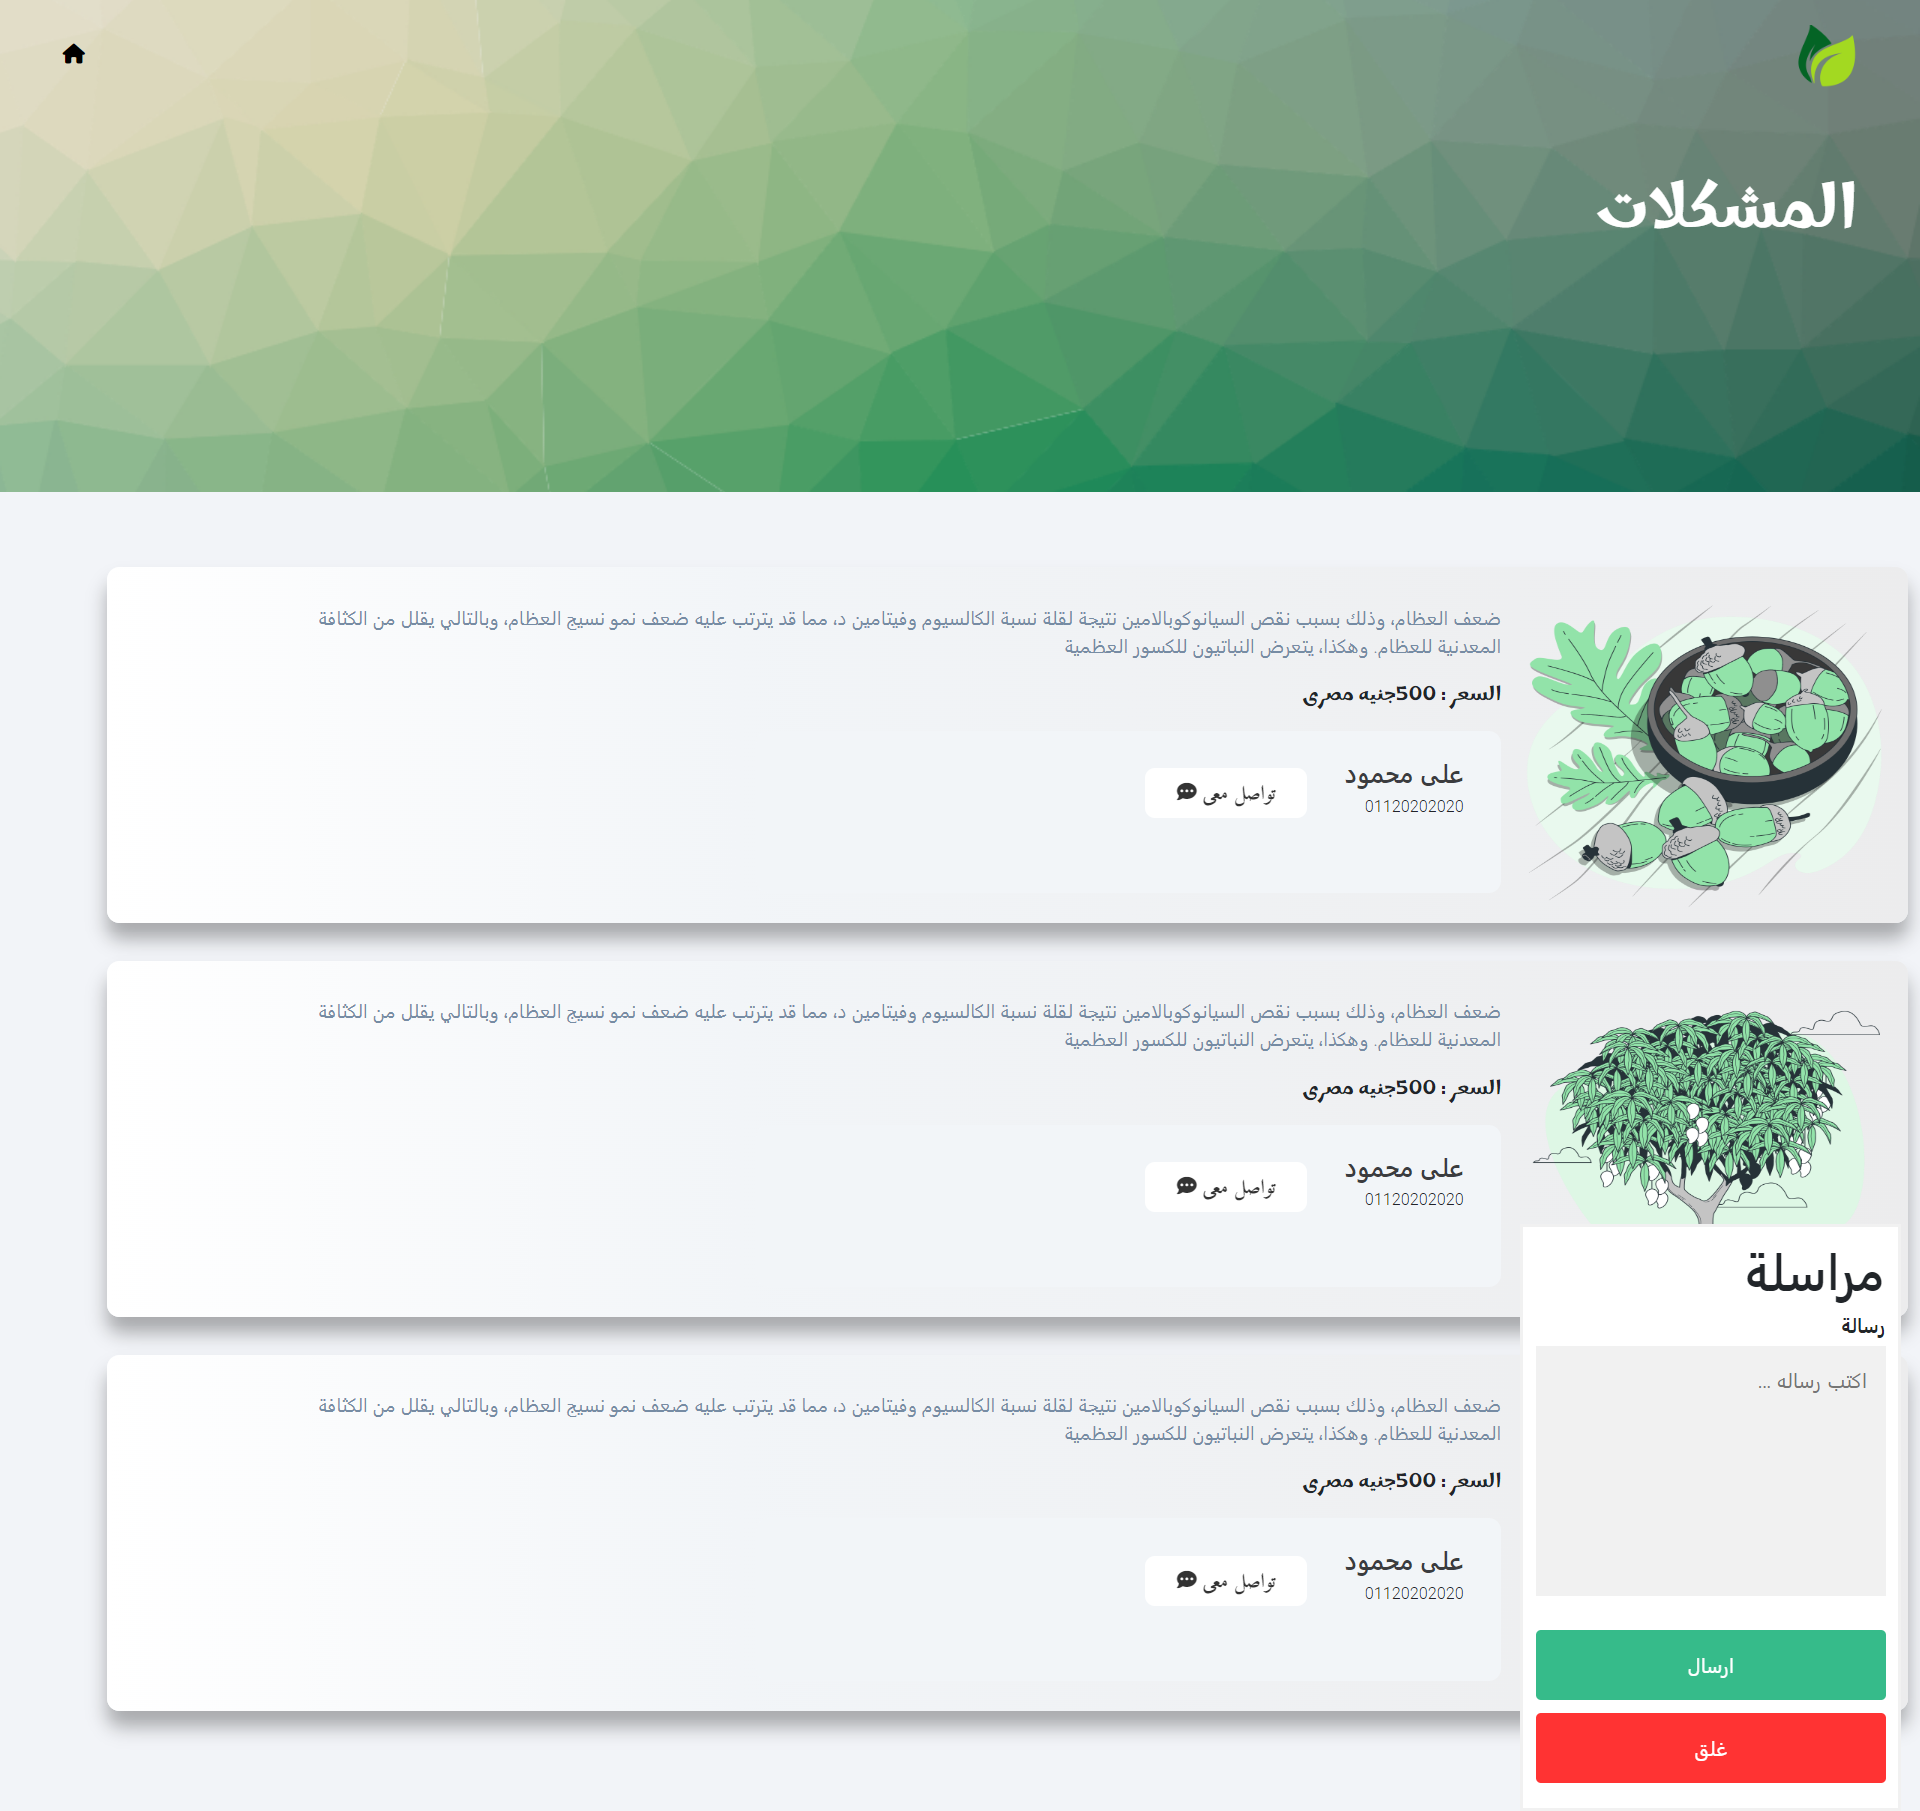 المشكلات
ضعف العظام، وذلك بسبب نقص السيانوكوبالامين نتيجة لقلة نسبة الكالسيوم وفيتامين د، مما قد يترتب عليه ضعف نمو نسيج العظام، وبالتالي يقلل من الكثافة
المعدنية للعظام. وهكذا، يتعرض النباتيون للكسور العظمية
السعر : 500جنيه مصرى
على محمود
01120202020
تواصل معى
ضعف العظام، وذلك بسبب نقص السيانوكوبالامين نتيجة لقلة نسبة الكالسيوم وفيتامين د، مما قد يترتب عليه ضعف نمو نسيج العظام، وبالتالي يقلل من الكثافة
المعدنية للعظام. وهكذا، يتعرض النباتيون للكسور العظمية
السعر : 500جنيه مصرى
على محمود
01120202020
تواصل معى
ضعف العظام، وذلك بسبب نقص السيانوكوبالامين نتيجة لقلة نسبة الكالسيوم وفيتامين د، مما قد يترتب عليه ضعف نمو نسيج العظام، وبالتالي يقلل من الكثافة
المعدنية للعظام. وهكذا، يتعرض النباتيون للكسور العظمية
السعر : 500جنيه مصرى
على محمود
01120202020
تواصل معى
مراسلة
رسالة
اكتب رساله ...
ارسال
غلق